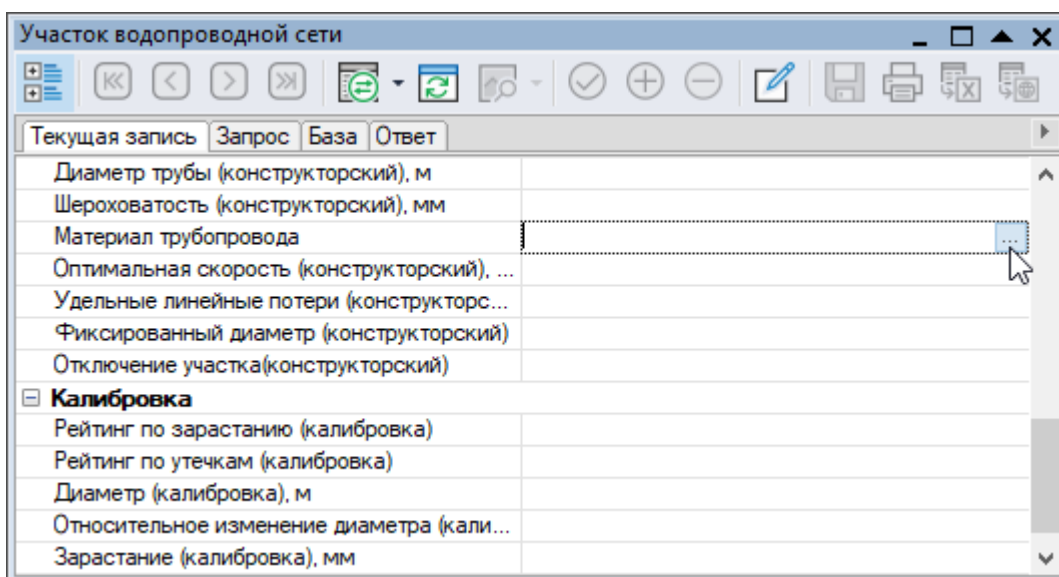 Участок водопроводной сети
Текущая запись Запрос База Ответ
Диаметр трубы (конструкторский), м
Шероховатость (конструкторский), мм
Материал трубопровода ...
Оптимальная скорость (конструкторский), ...
Удельные линейные потери (конструкторс...
Фиксированный диаметр (конструкторский)
Отключение участка(конструкторский)
Калибровка
Рейтинг по зарастанию (калибровка)
Рейтинг по утечкам (калибровка)
Диаметр (калибровка), м
Относительное изменение диаметра (кали...
Зарастание (калибровка), мм